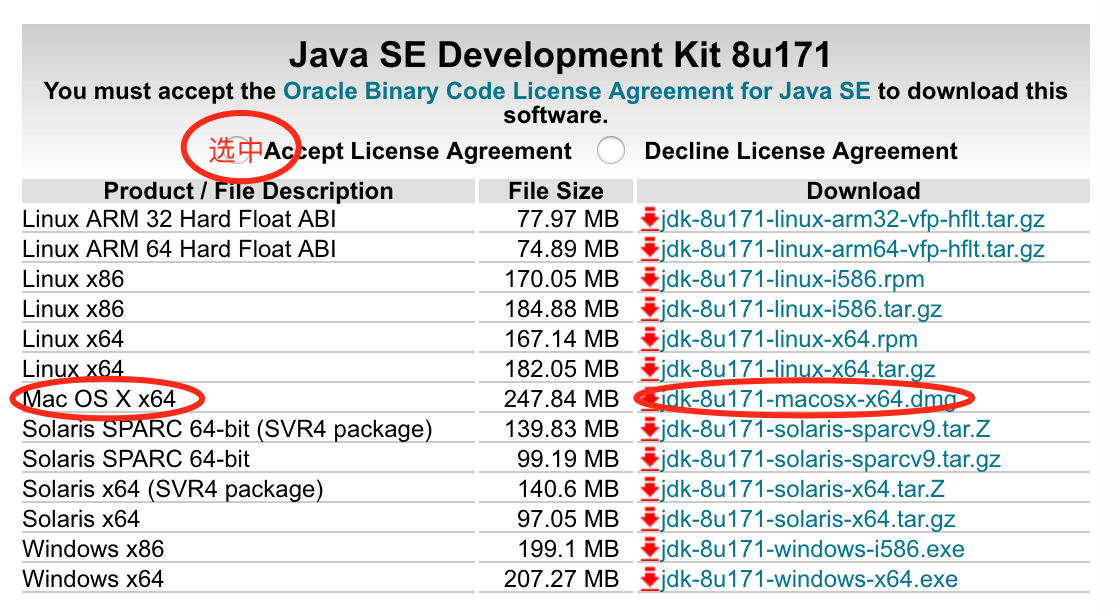 Java SE Development Kit 8u171
You must accept the Oracle Binary Code License Agreement for Java SE to download this
software.
选中 Accept License Agreement Decline License Agreement
Product / File Description File Size Download
Linux ARM 32 Hard Float ABI 77.97 MB jdk-8u171-linux-arm32-vfp-hflt.tar.gz
Linux ARM 64 Hard Float ABI 74.89 MB jdk-8u171-linux-arm64-vfp-hflt.tar.gz
Linux x86 170.05 MB jdk-8u171-linux-i586.rpm
Linux x86 184.88 MB jdk-8u171-linux-i586.tar.gz
Linux x64 167.14 MB jdk-8u171-linux-x64.rpm
Linux x64 182.05 MB jdk-8u171-linux-x64.tar.gz
Mac OS X x64 247.84 MB jdk-8u171-macosx-x64.dmg
Solaris SPARC 64-bit (SVR4 package) 139.83 MB jdk-8u171-solaris-sparcv9.tar.Z
Solaris SPARC 64-bit 99.19 MB jdk-8u171-solaris-sparcv9.tar.gz
Solaris x64 (SVR4 package) 140.6 MB jdk-8u171-solaris-x64.tar.Z
Solaris x64 97.05 MB jdk-8u171-solaris-x64.tar.gz
Windows x86 199.1 MB jdk-8u171-windows-i586.exe
Windows x64 207.27 MB jdk-8u171-windows-x64.exe